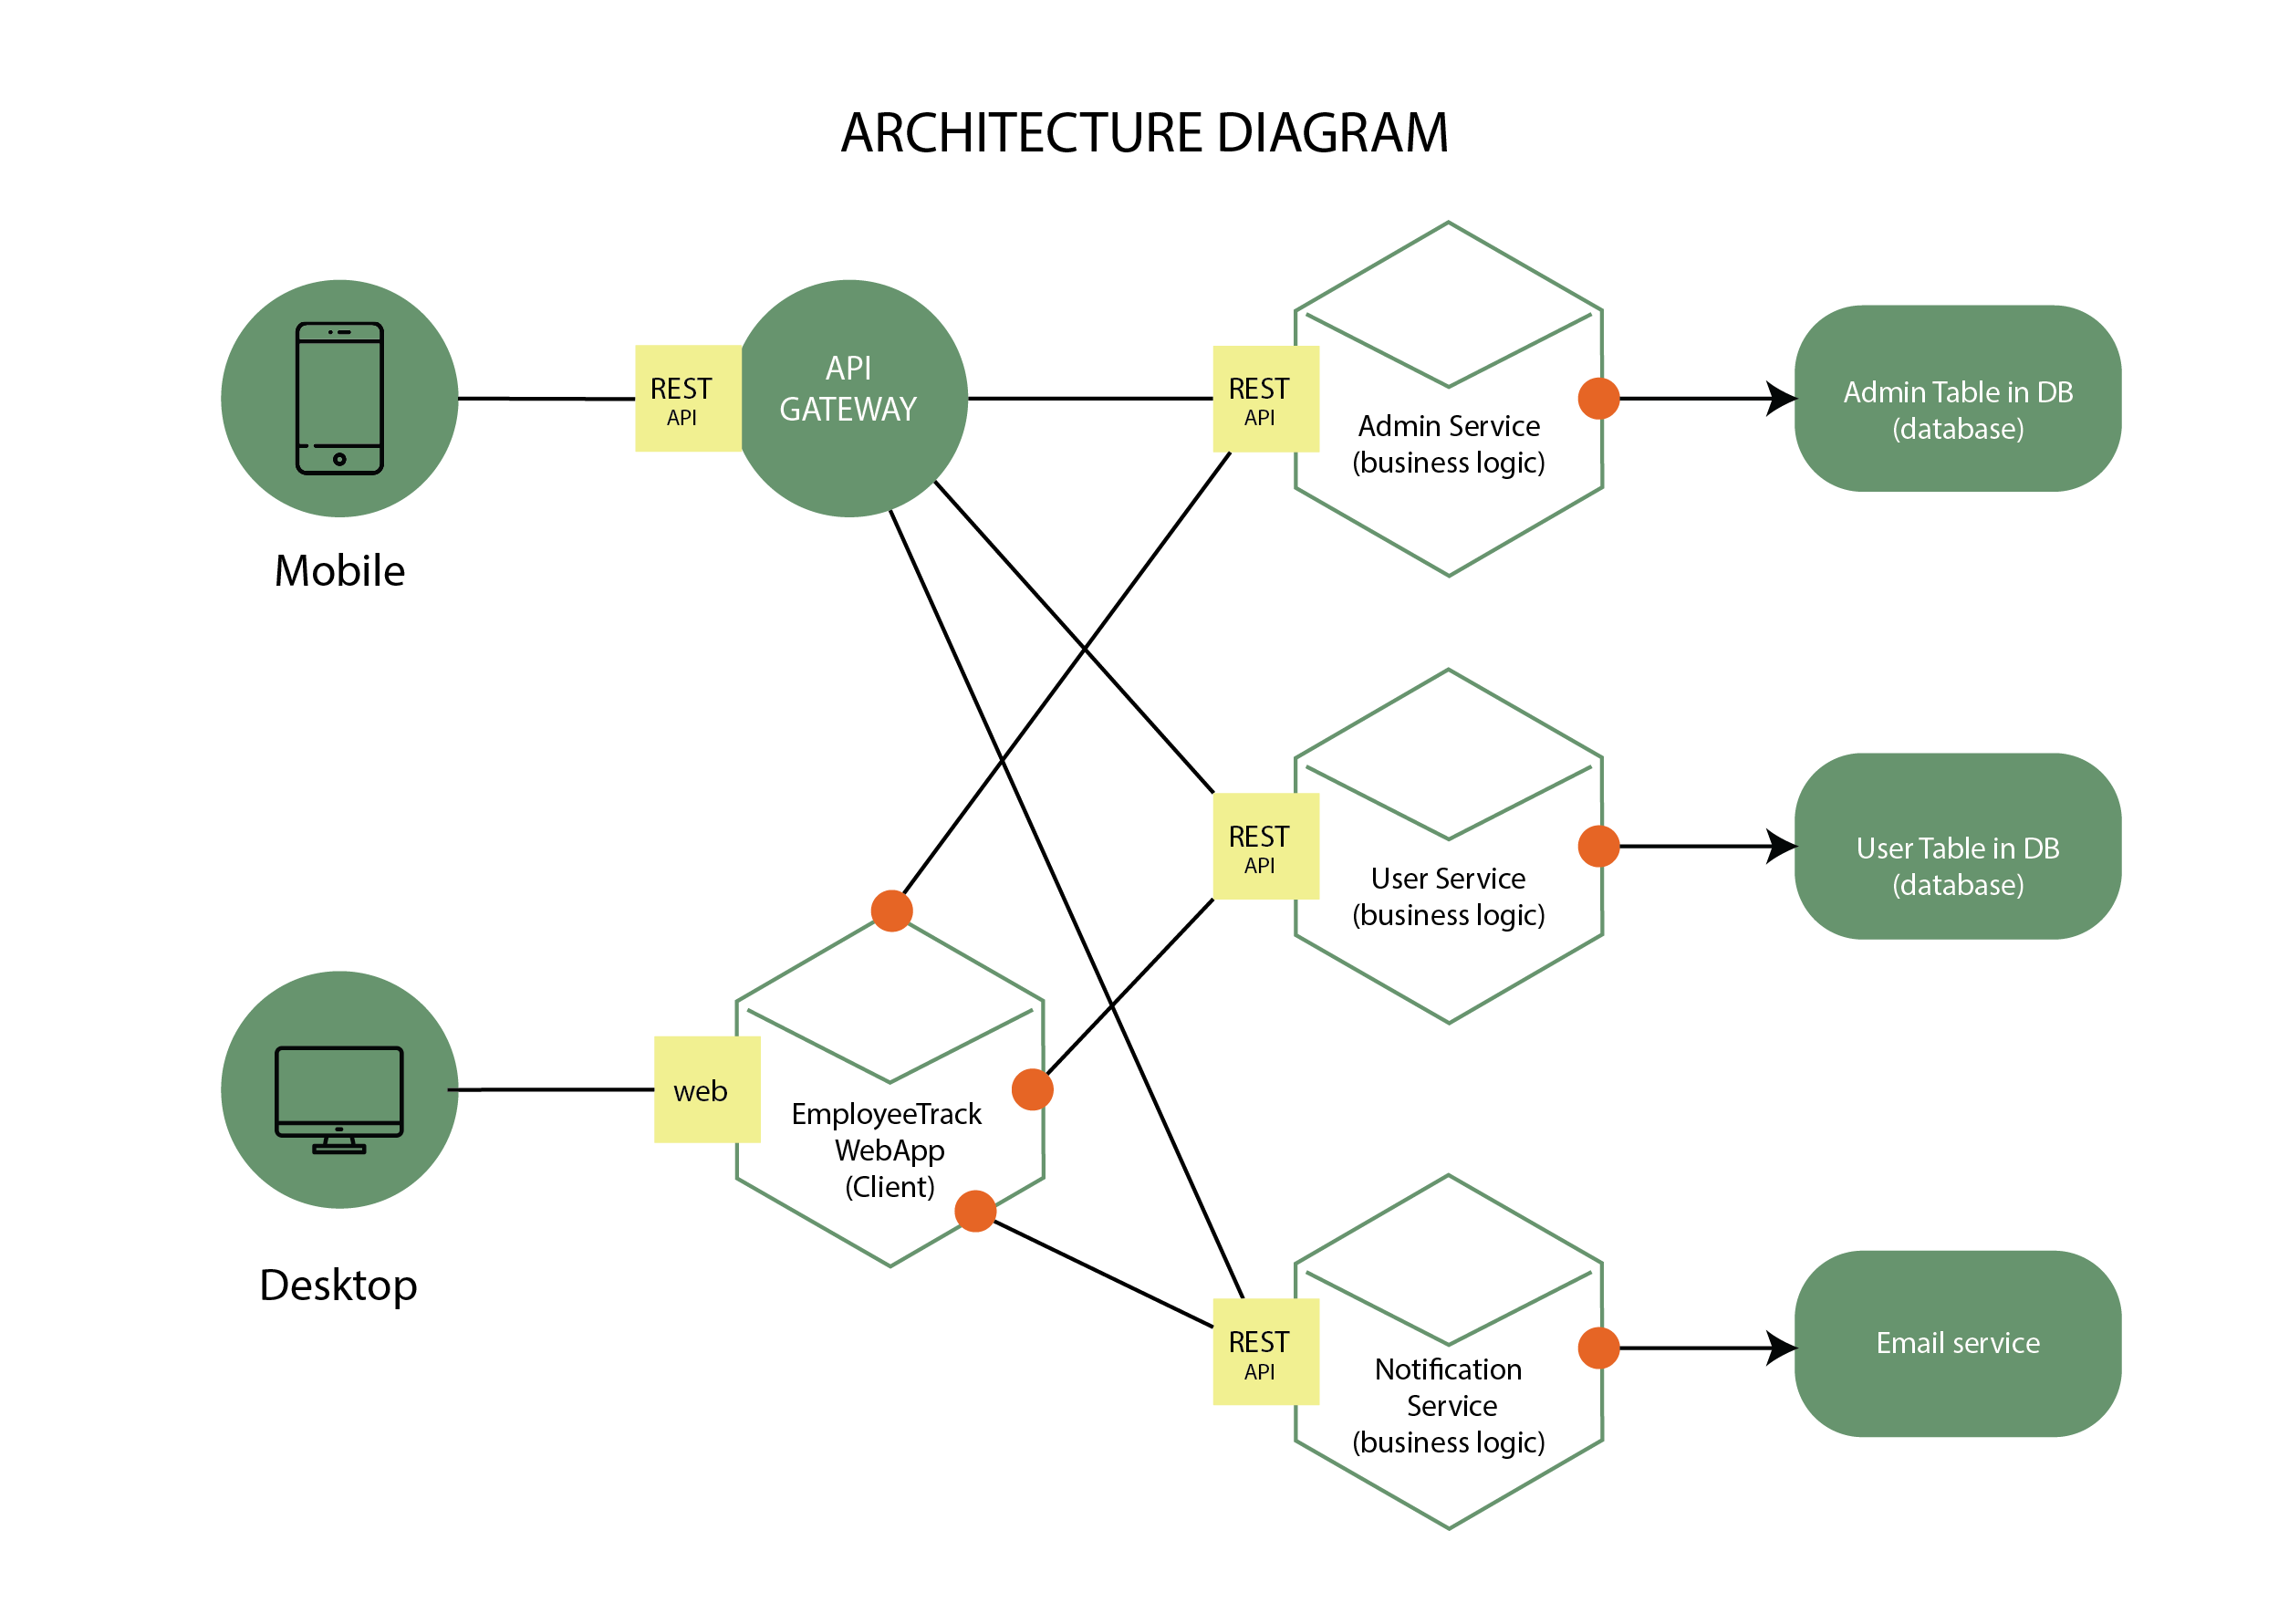 ARCHITECTURE DIAGRAM
Mobile
REST
API
API
GATEWAY
REST
API
Admin Service
(business logic)
Admin Table in DB
(database)
REST
API
User Service
(business logic)
User Table in DB
(database)
Desktop
web
EmployeeTrack
WebApp
(Client)
REST
API
Notification
Service
(business logic)
Email service